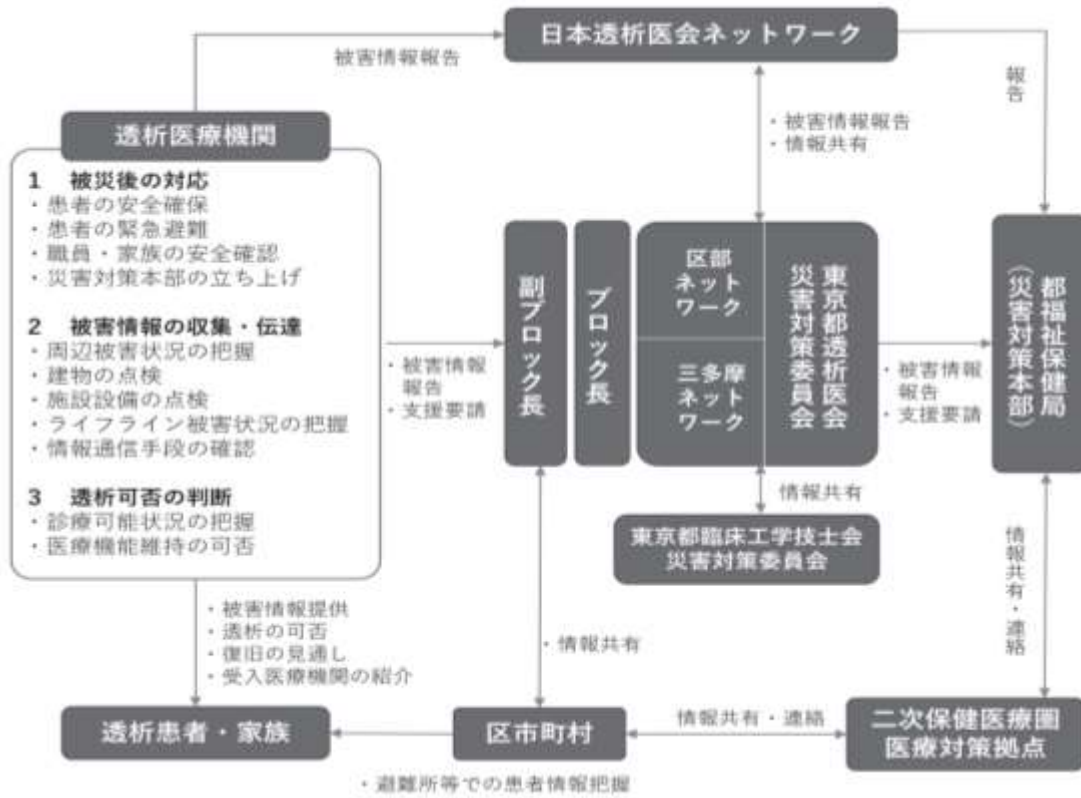 日本透析医会ネットワーク
被害情報報告
報告
透析医療機関
1 被災後の対応
・患者の安全確保
・患者の緊急避難
・職員・家族の安全確認
・災害対策本部の立ち上げ
2 被害情報の収集・伝達
・周辺被害状況の把握
・建物の点検
・施設設備の点検
・ライフライン被害状況の把握
・情報通信手段の確認
3 透析可否の判断
・診療可能状況の把握
・医療機能維持の可否
・被害情報
報告
・支援要請
副ブロック長
ブロック長
・被害情報報告
・情報共有
区部
ネット
ワーク
三多摩
ネット
ワーク
東京都透析医会
災害対策委員会
・被害情報
報告
・支援要請
都福祉保健局
(災害対策本部)
情報共有
東京都臨床工学技士会
災害対策委員会
・被害情報提供
・透析の可否
・復旧の見通し
・受入医療機関の紹介
・情報共有
情報共有・連絡
透析患者・家族
区市町村
情報共有・連絡
二次保健医療圏
医療対策拠点
・避難所等での患者情報把握